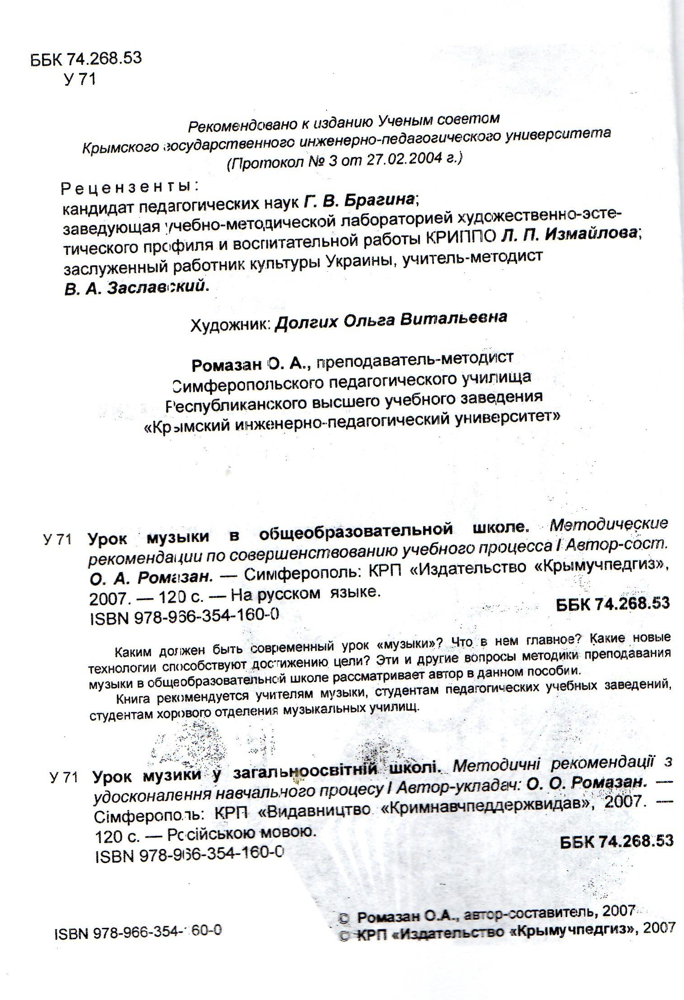 ББК 74.268.53
У 71
Рекомендовано к изданию Ученым советом
Крымского государственного инженерно-педагогического университета
(Протокол № 3 от 27.02.2004 г.)
Рецензенты:
кандидат педагогических наук Г. В. Брагина;
заведующая учебно-методической лабораторией художественно-эсте-
тического профиля и воспитательной работы КРИППО Л. П. Измайлова;
заслуженный работник культуры Украины, учитель-методист
В. А. Заславский.
Художник: Долгих Ольга Витальевна
Ромазан О. А., преподаватель-методист
Симферопольского педагогического училища
Республиканского высшего учебного заведения
«Крымский инженерно-педагогический университет»
У 71 Урок музыки в общеобразовательной школе. Методические
рекомендации по совершенствованию учебного процесса / Автор-сост.
О. А. Ромазан. — Симферополь: КРП «Издательство «Крымучпедгиз»,
2007. — 120 с. — На русском языке.
ББК 74.268.53
ISBN 978-966-354-160-0
Каким должен быть современный урок «музыки»? Что в нем главное? Какие новые
технологии способствуют достижению цели? Эти и другие вопросы методики преподавания
музыки в общеобразовательной школе рассматривает автор в данном пособии.
Книга рекомендуется учителям музыки, студентам педагогических учебных заведений,
студентам хорового отделения музыкальных училищ.
У 71 Урок музики у загальноосвітній школі. Методичні рекомендації з
удосконалення навчального процесу / Автор-укладач: О. О. Ромазан. —
Сімферополь: КРП «Видавництво «Кримнавчпеддержвидав», 2007. —
120 с. — Російською мовою.
ББК 74.268.53
ISBN 978-966-354-160-0
© Ромазан О.А., автор-составитель, 2007
ISBN 978-966-354-160-0
© КРП «Издательство «Крымучпедгиз», 2007